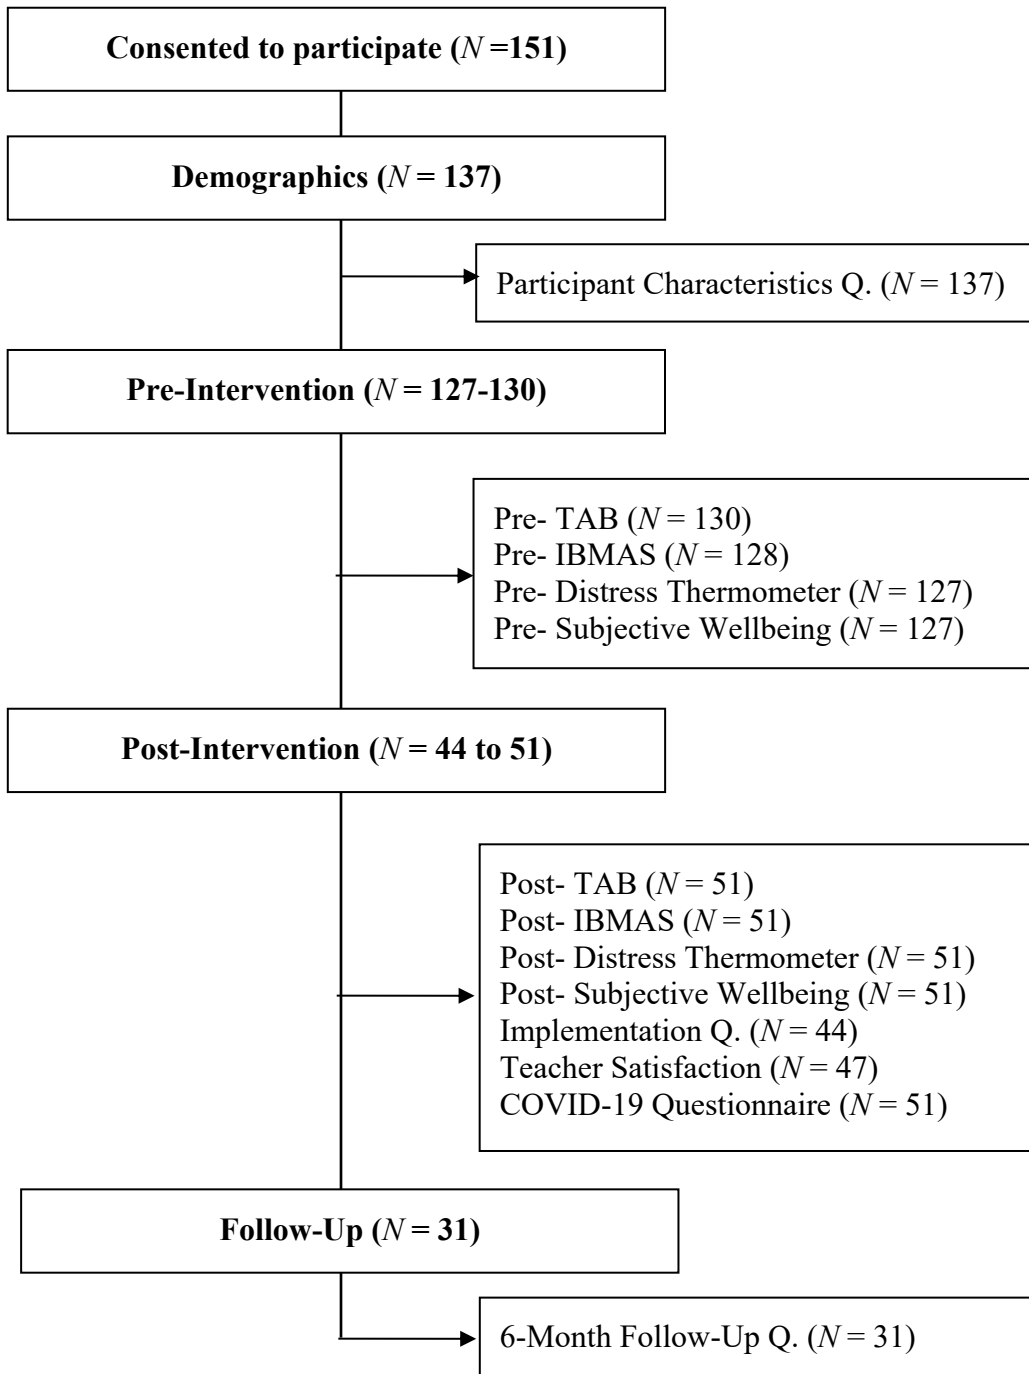 Consented to participate (N =151)
Demographics (N = 137)
Participant Characteristics Q. (N = 137)
Pre-Intervention (N = 127-130)
Pre- TAB (N = 130)
Pre- IBMAS (N = 128)
Pre- Distress Thermometer (N = 127)
Pre- Subjective Wellbeing (N = 127)
Post-Intervention (N = 44 to 51)
Post- TAB (N = 51)
Post- IBMAS (N = 51)
Post- Distress Thermometer (N = 51)
Post- Subjective Wellbeing (N = 51)
Implementation Q. (N = 44)
Teacher Satisfaction (N = 47)
COVID-19 Questionnaire (N = 51)
Follow-Up (N = 31)
6-Month Follow-Up Q. (N = 31)